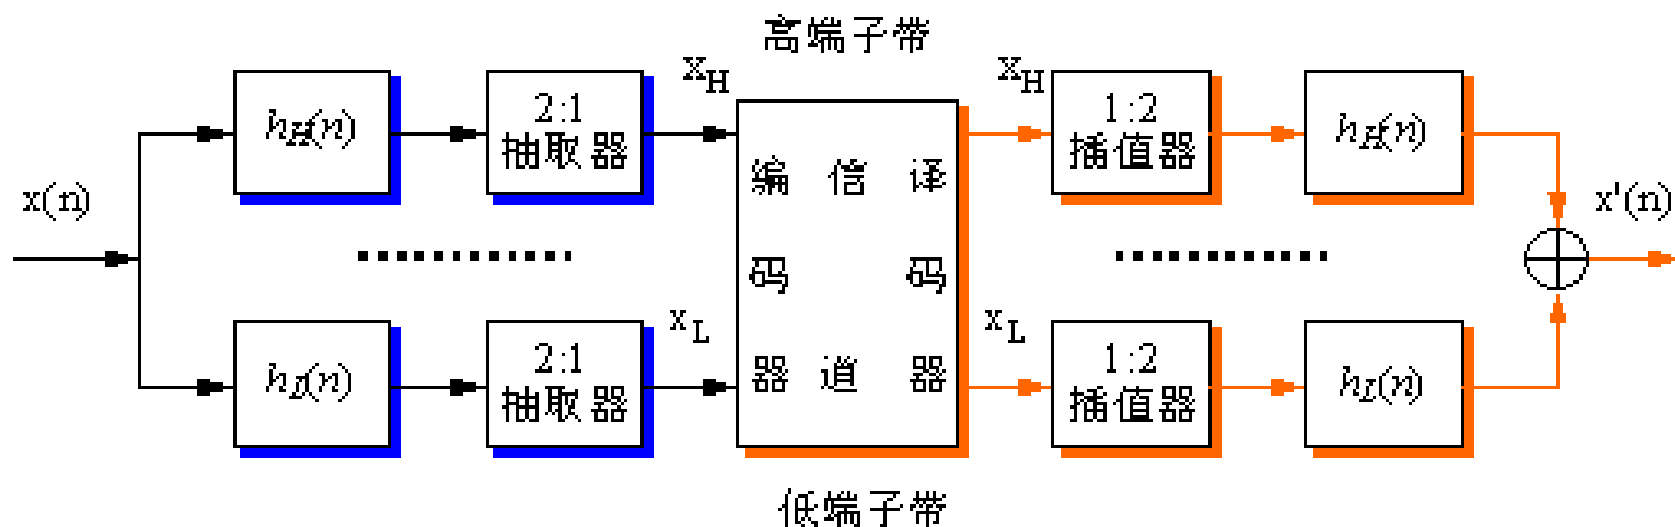 高端子带
x(n)
h_H(n)
2:1
抽取器
X_H
编码器
信道
译码器
X_H
1:2
插值器
h_H(n)
x'(n)
h_L(n)
2:1
抽取器
X_L
X_L
1:2
插值器
h_L(n)
低端子带